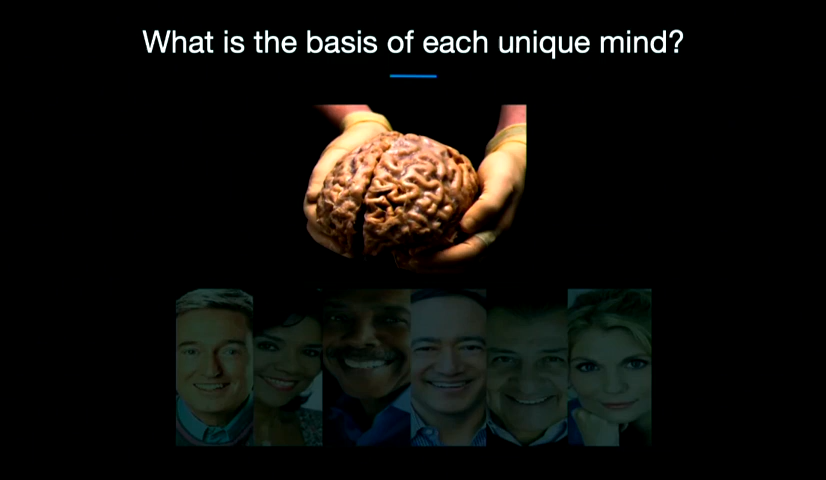 What is the basis of each unique mind?